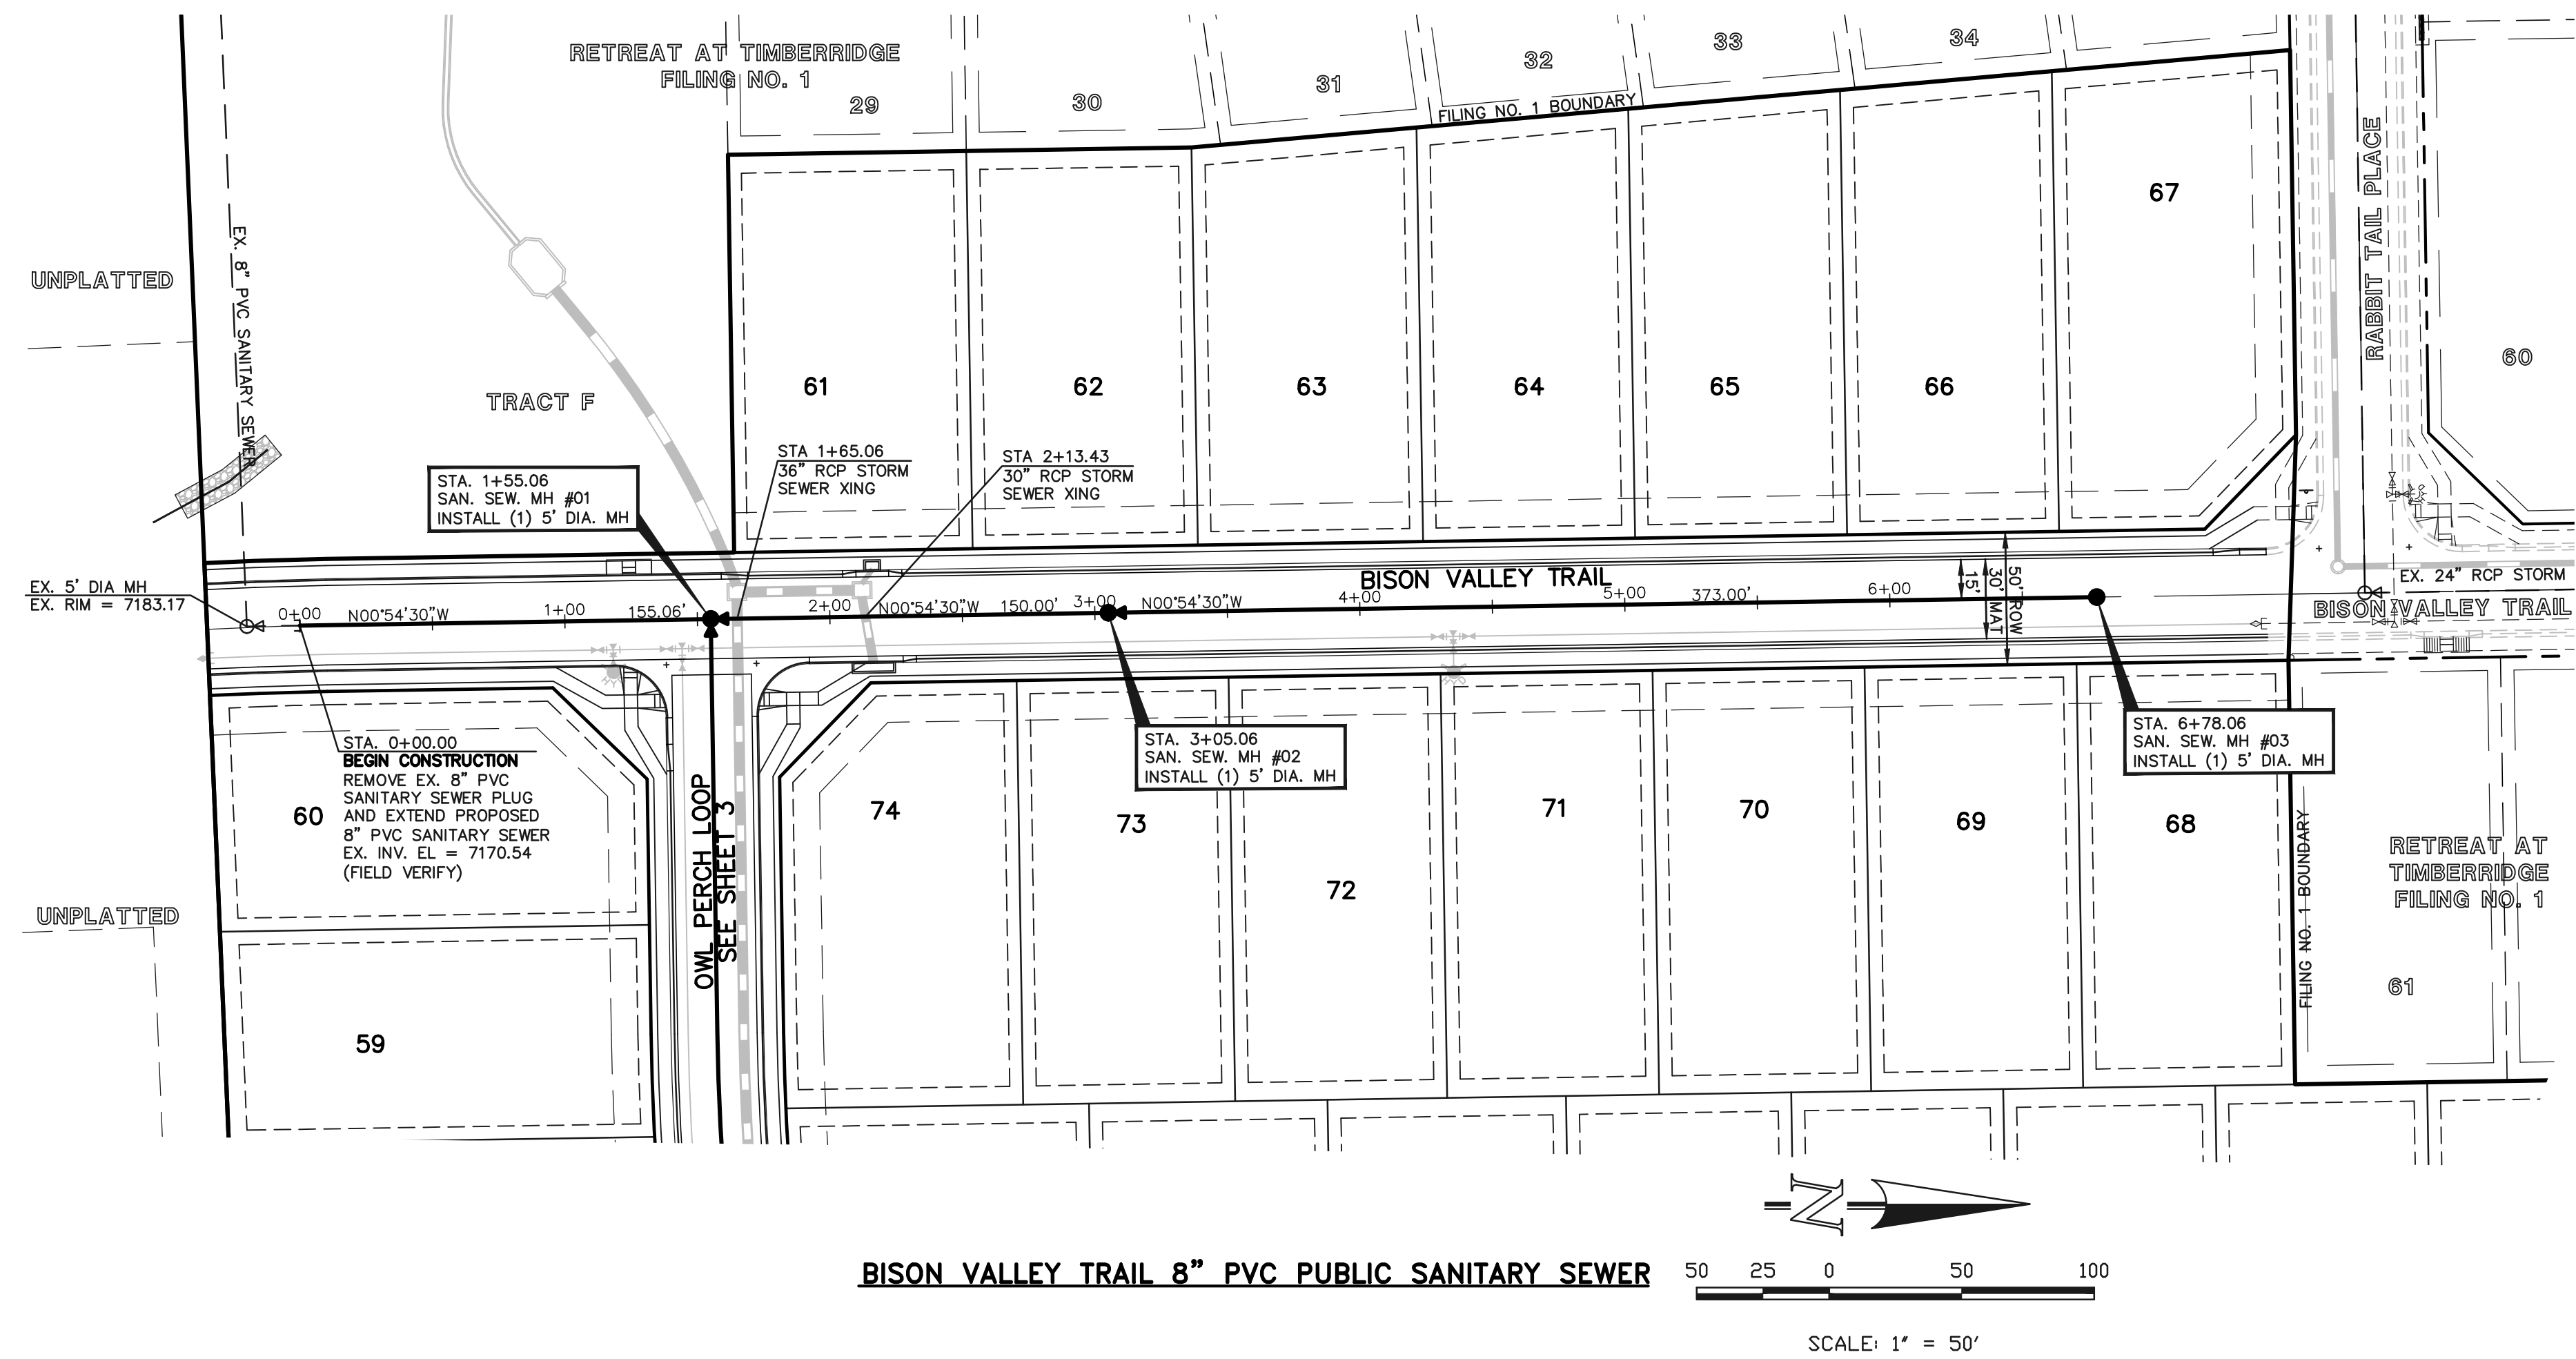 RETREAT AT TIMBERRIDGE
FILING NO. 1
29
30
31
32
33
34
FILING NO. 1 BOUNDARY
67
RABBIT TAIL PLACE
60
UNPLATTED
EX. 8" PVC SANITARY SEWER
TRACT F
61
62
63
64
65
66
STA. 1+55.06
SAN. SEW. MH #01
INSTALL (1) 5' DIA. MH
STA 1+65.06
36" RCP STORM
SEWER XING
STA 2+13.43
30" RCP STORM
SEWER XING
EX. 5' DIA MH
EX. RIM = 7183.17
0+00
N00°54'30"W
1+00
155.06'
2+00
N00°54'30"W
150.00'
3+00
N00°54'30"W
BISON VALLEY TRAIL
4+00
5+00
373.00'
6+00
15'
30' MAT
50' ROW
EX. 24" RCP STORM
BISON VALLEY TRAIL
HYD
HYD
STA. 0+00.00
BEGIN CONSTRUCTION
REMOVE EX. 8" PVC
SANITARY SEWER PLUG
AND EXTEND PROPOSED
8" PVC SANITARY SEWER
EX. INV. EL = 7170.54
(FIELD VERIFY)
60
OWL PERCH LOOP
SEE SHEET 3
STA. 3+05.06
SAN. SEW. MH #02
INSTALL (1) 5' DIA. MH
STA. 6+78.06
SAN. SEW. MH #03
INSTALL (1) 5' DIA. MH
74
73
72
71
70
69
68
FILING NO. 1 BOUNDARY
RETREAT AT
TIMBERRIDGE
FILING NO. 1
61
UNPLATTED
59
N
BISON VALLEY TRAIL 8" PVC PUBLIC SANITARY SEWER
50 25 0 50 100
SCALE: 1" = 50'